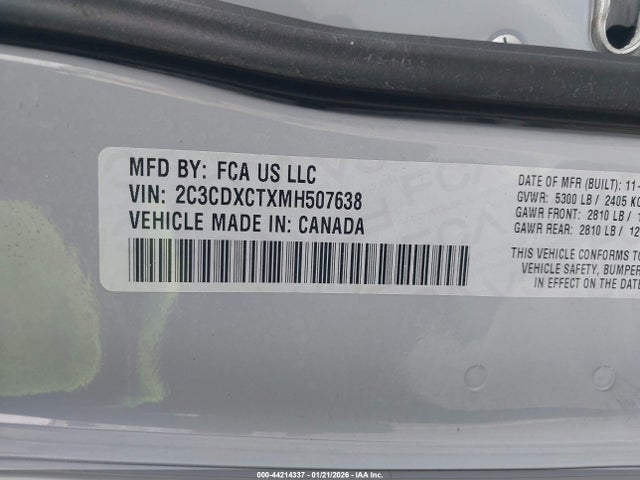 MFD BY: FCA US LLC
VIN: 2C3CDXCTXMH507638
VEHICLE MADE IN: CANADA
DATE OF MFR (BUILT): 11-
GVWR: 5300 LB / 2405 KG
GAWR FRONT: 2810 LB / 1
GAWR REAR: 2810 LB / 12
THIS VEHICLE CONFORMS TO
VEHICLE SAFETY, BUMPER
IN EFFECT ON THE DATE
000-44214337 - 01/21/2026 - IAA Inc.